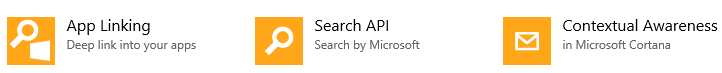 App Linking
Deep link into your apps
Search API
Search by Microsoft
Contextual Awareness
in Microsoft Cortana